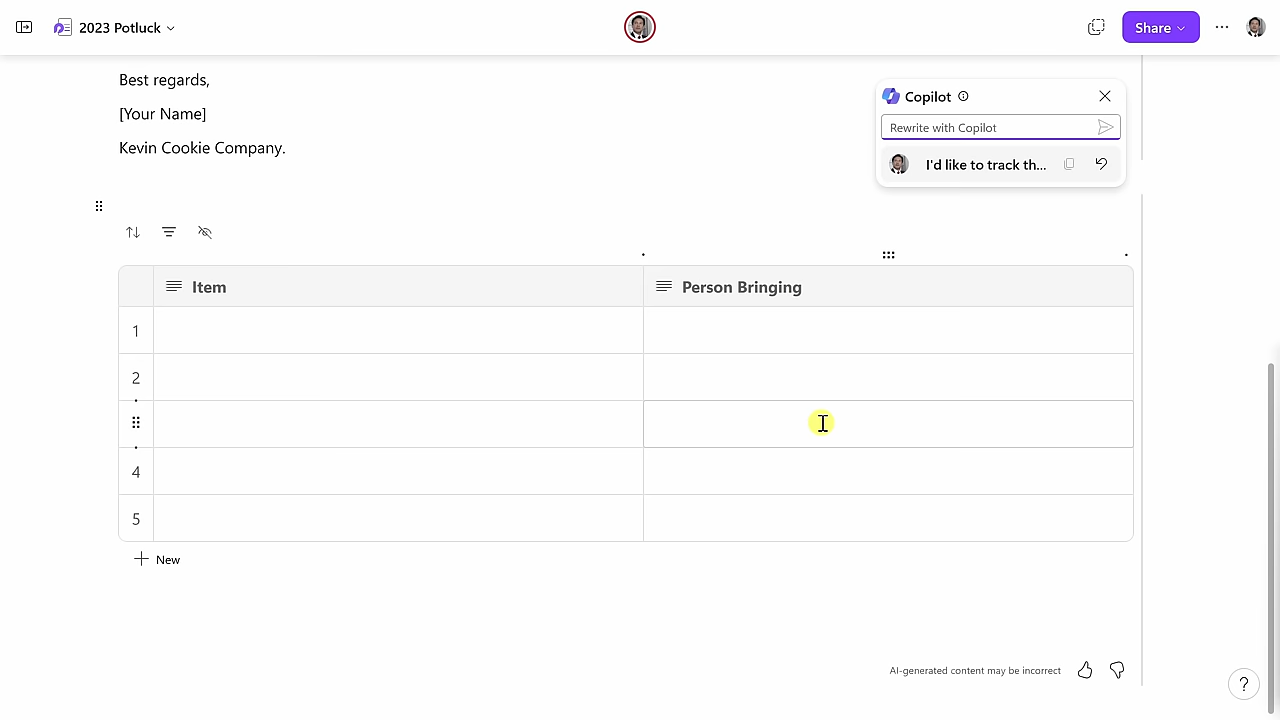 2023 Potluck
Share
Best regards,
[Your Name]
Kevin Cookie Company.
Copilot
Rewrite with Copilot
I'd like to track th...
Item
Person Bringing
1
2
4
5
New
AI-generated content may be incorrect
?